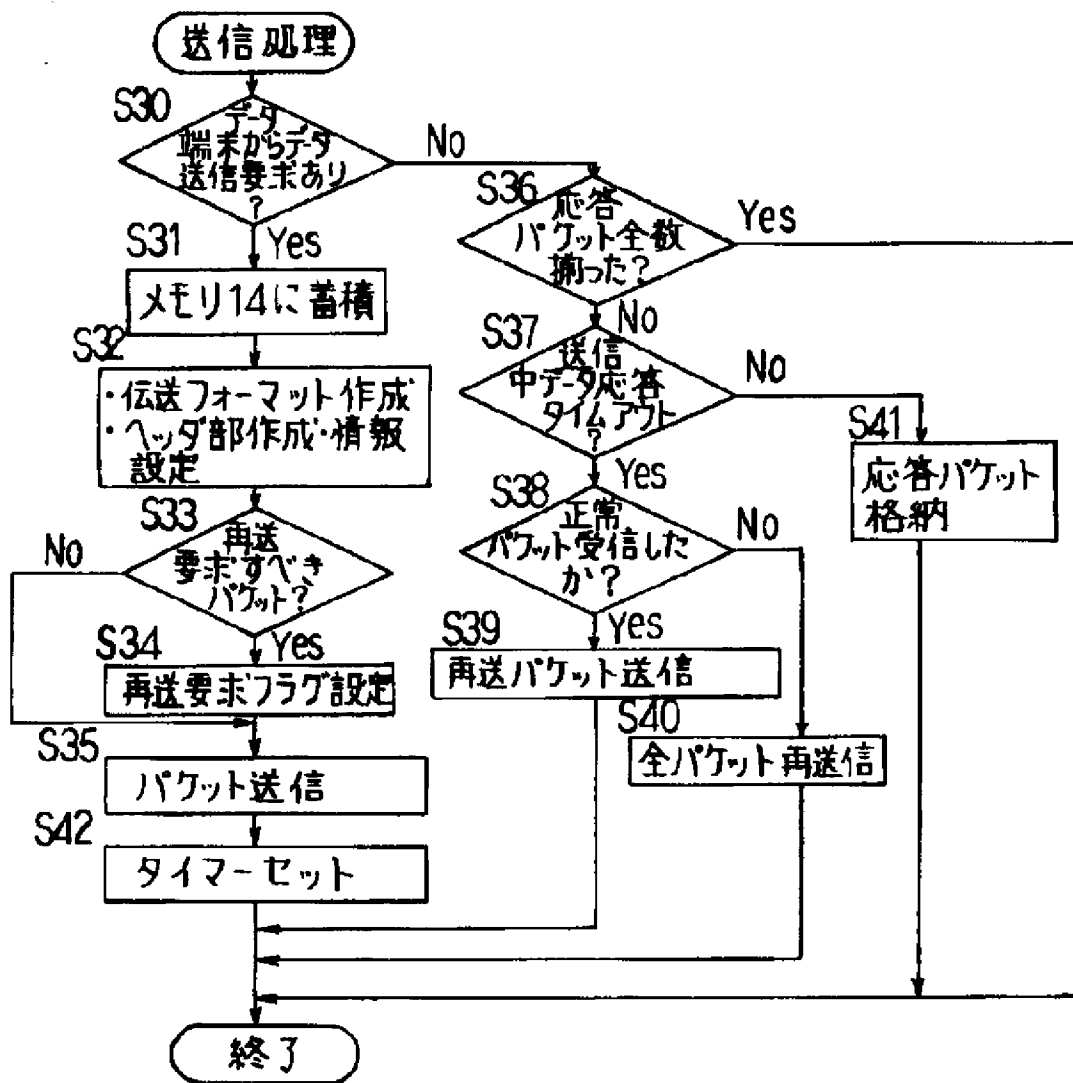 送信処理
S30
データ
端末からデータ
送信要求あり
?
No
Yes
S31
メモリ14に蓄積
S32
・伝送フォーマット作成
・ヘッダ部作成・情報
設定
S33
再送
要求すべき
パケット?
No
Yes
S34
再送要求フラグ設定
S35
パケット送信
S42
タイマーセット
S36
応答
パケット全数
揃った?
Yes
No
S37
送信
中データ応答
タイムアウト
?
No
Yes
S38
正常
パケット受信した
か?
No
Yes
S39
再送パケット送信
S40
全パケット再送信
S41
応答パケット
格納
終了